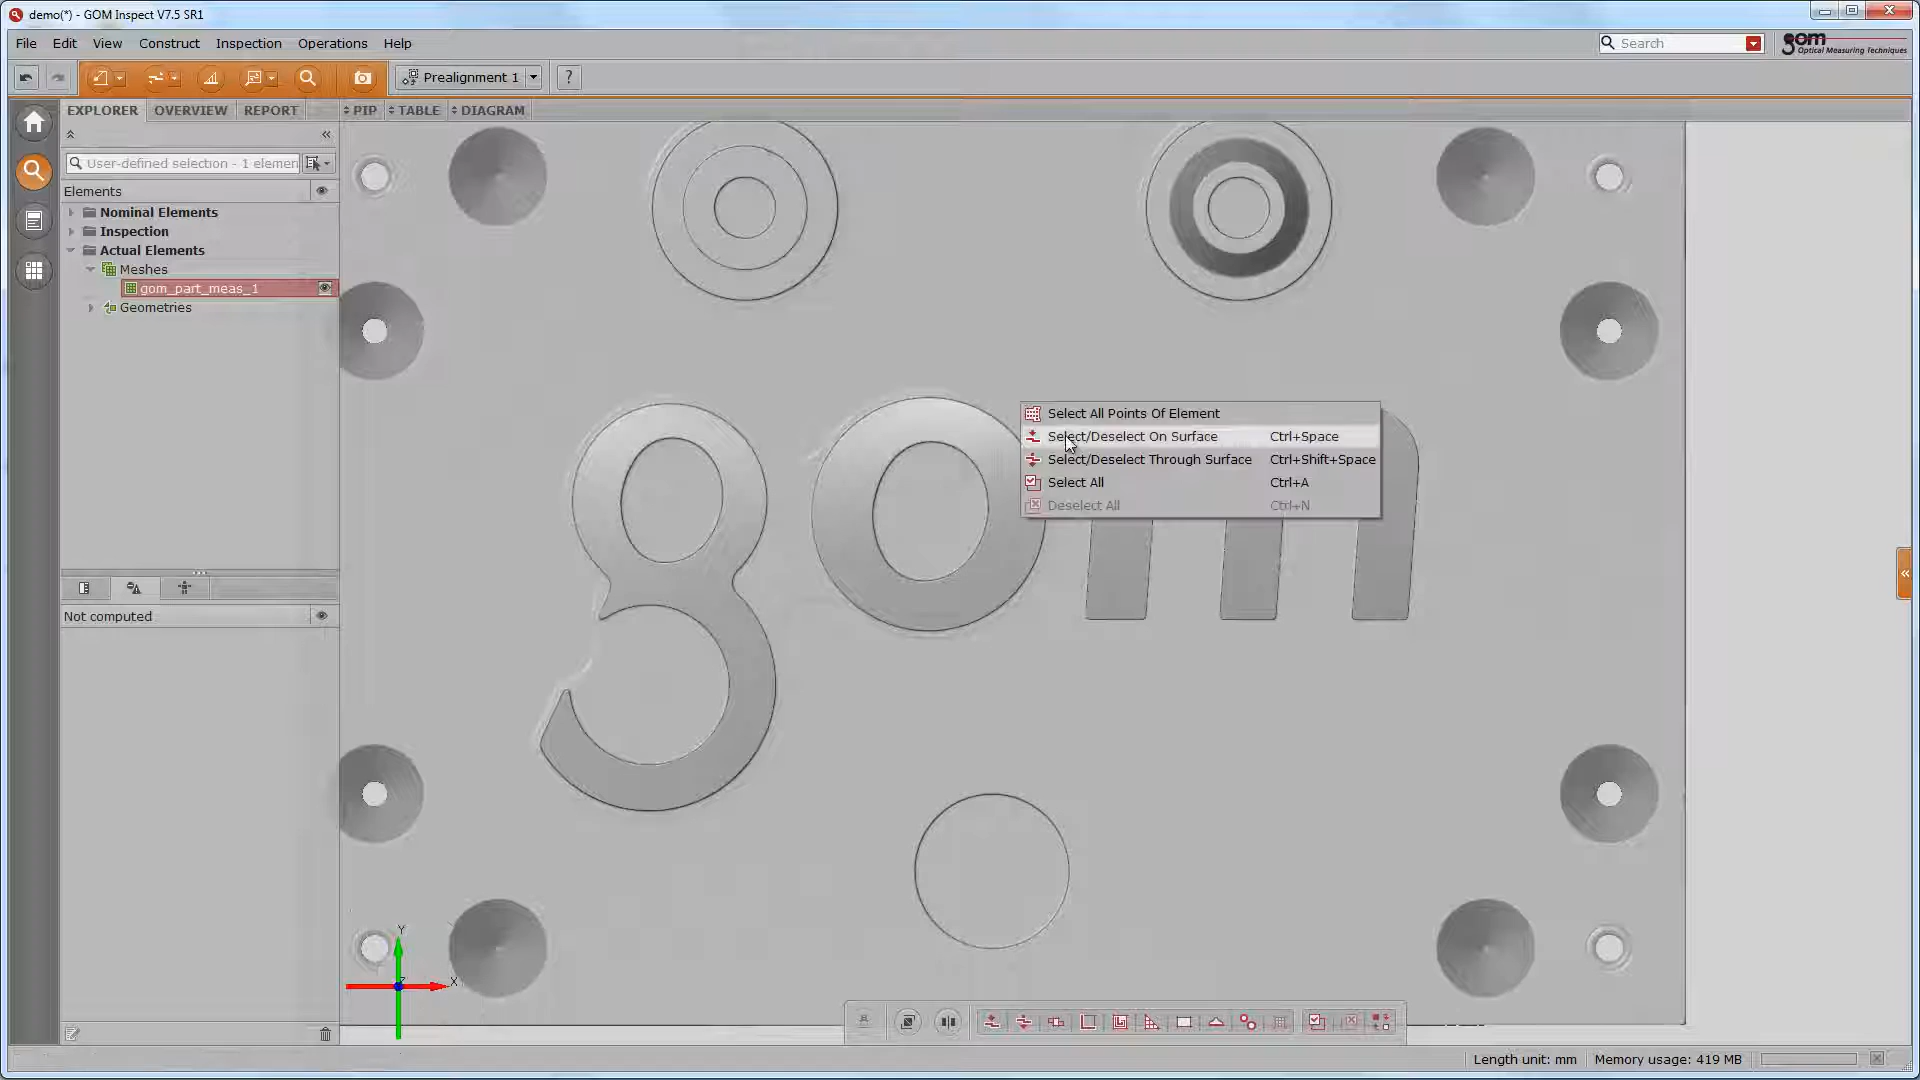 demo(*) - GOM Inspect V7.5 SR1
File Edit View Construct Inspection Operations Help
Search
gom
Optical Measuring Techniques
Prealignment 1
?
EXPLORER OVERVIEW REPORT PIP TABLE DIAGRAM
User-defined selection - 1 elemen
Elements
Nominal Elements
Inspection
Actual Elements
Meshes
gom_part_meas_1
Geometries
Not computed
Select All Points Of Element
Select/Deselect On Surface Ctrl+Space
Select/Deselect Through Surface Ctrl+Shift+Space
Select All Ctrl+A
Deselect All Ctrl+N
gom
Y
Z
X
Length unit: mm Memory usage: 419 MB